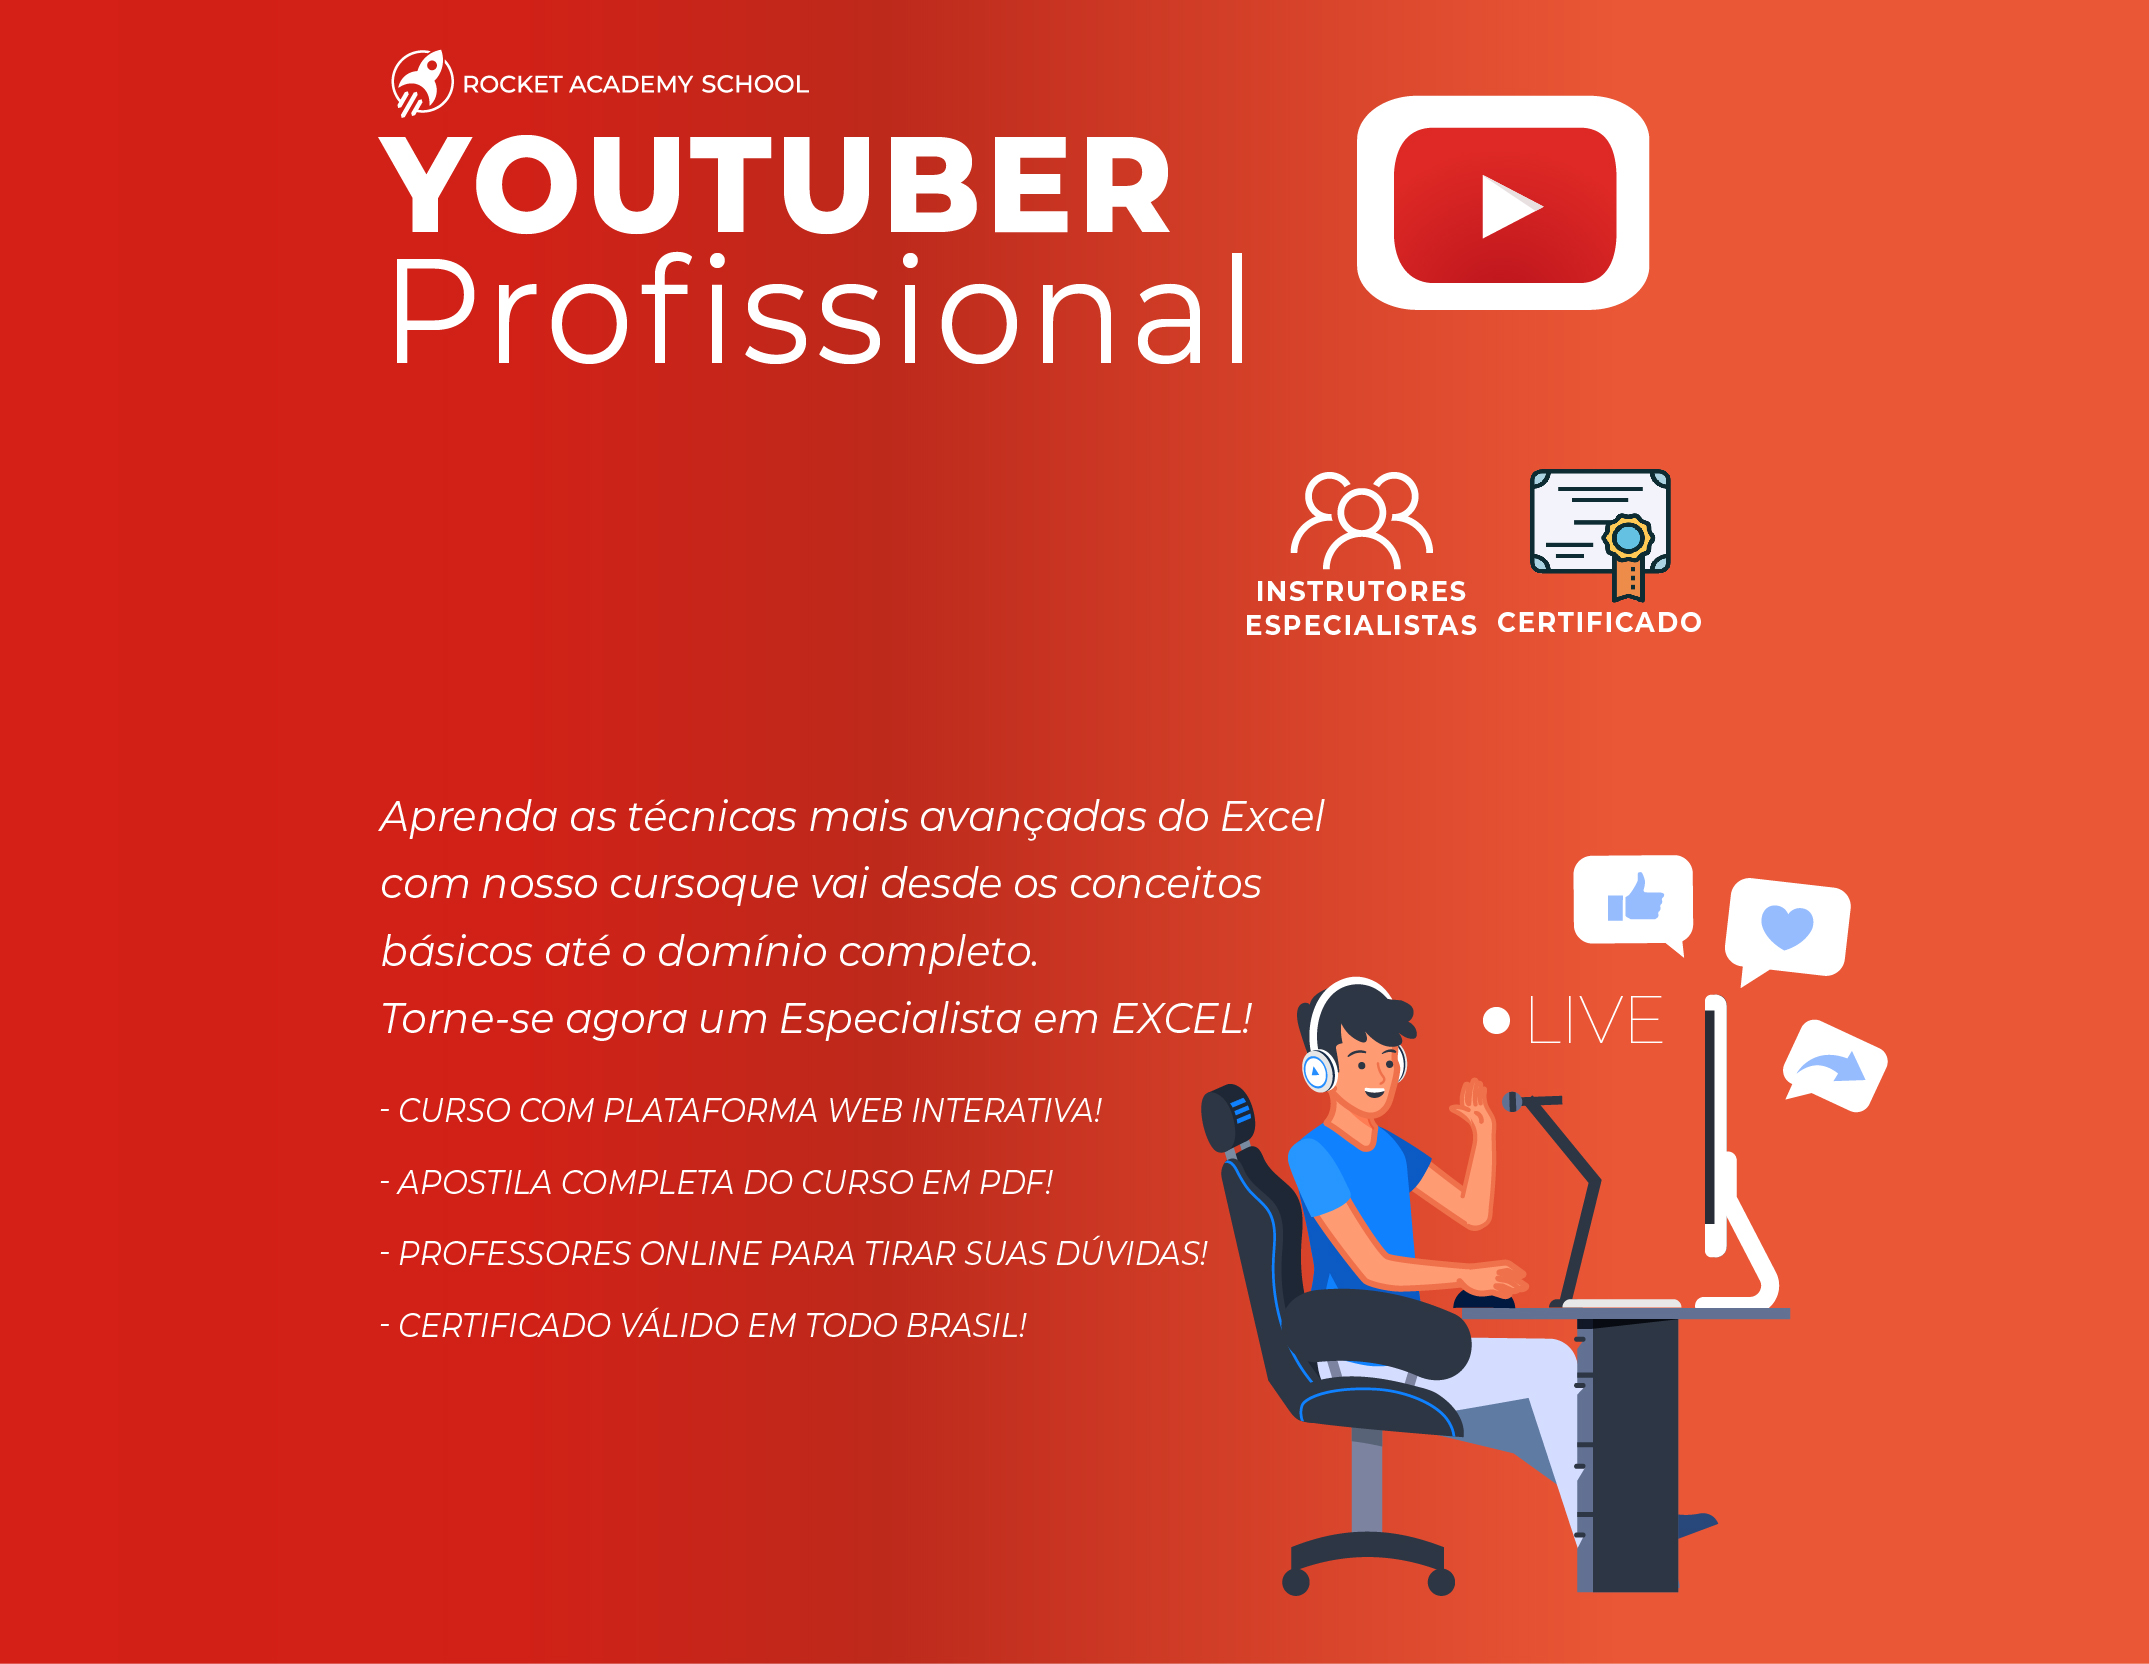 ROCKET ACADEMY SCHOOL
YOUTUBER
Profissional
INSTRUTORES
ESPECIALISTAS
CERTIFICADO
Aprenda as técnicas mais avançadas do Excel
com nosso cursoque vai desde os conceitos
básicos até o domínio completo.
Torne-se agora um Especialista em EXCEL!
LIVE
- CURSO COM PLATAFORMA WEB INTERATIVA!
- APOSTILA COMPLETA DO CURSO EM PDF!
- PROFESSORES ONLINE PARA TIRAR SUAS DÚVIDAS!
- CERTIFICADO VÁLIDO EM TODO BRASIL!